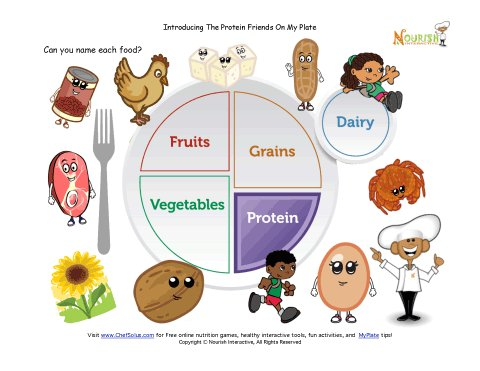 Introducing The Protein Friends On My Plate
NOURISH
INTERACTIVE
Can you name each food?
Fruits
Grains
Dairy
Vegetables
Protein
Visit www.ChefSolus.com for Free online nutrition games, healthy interactive tools, fun activities, and MyPlate tips!
Copyright © Nourish Interactive, All Rights Reserved